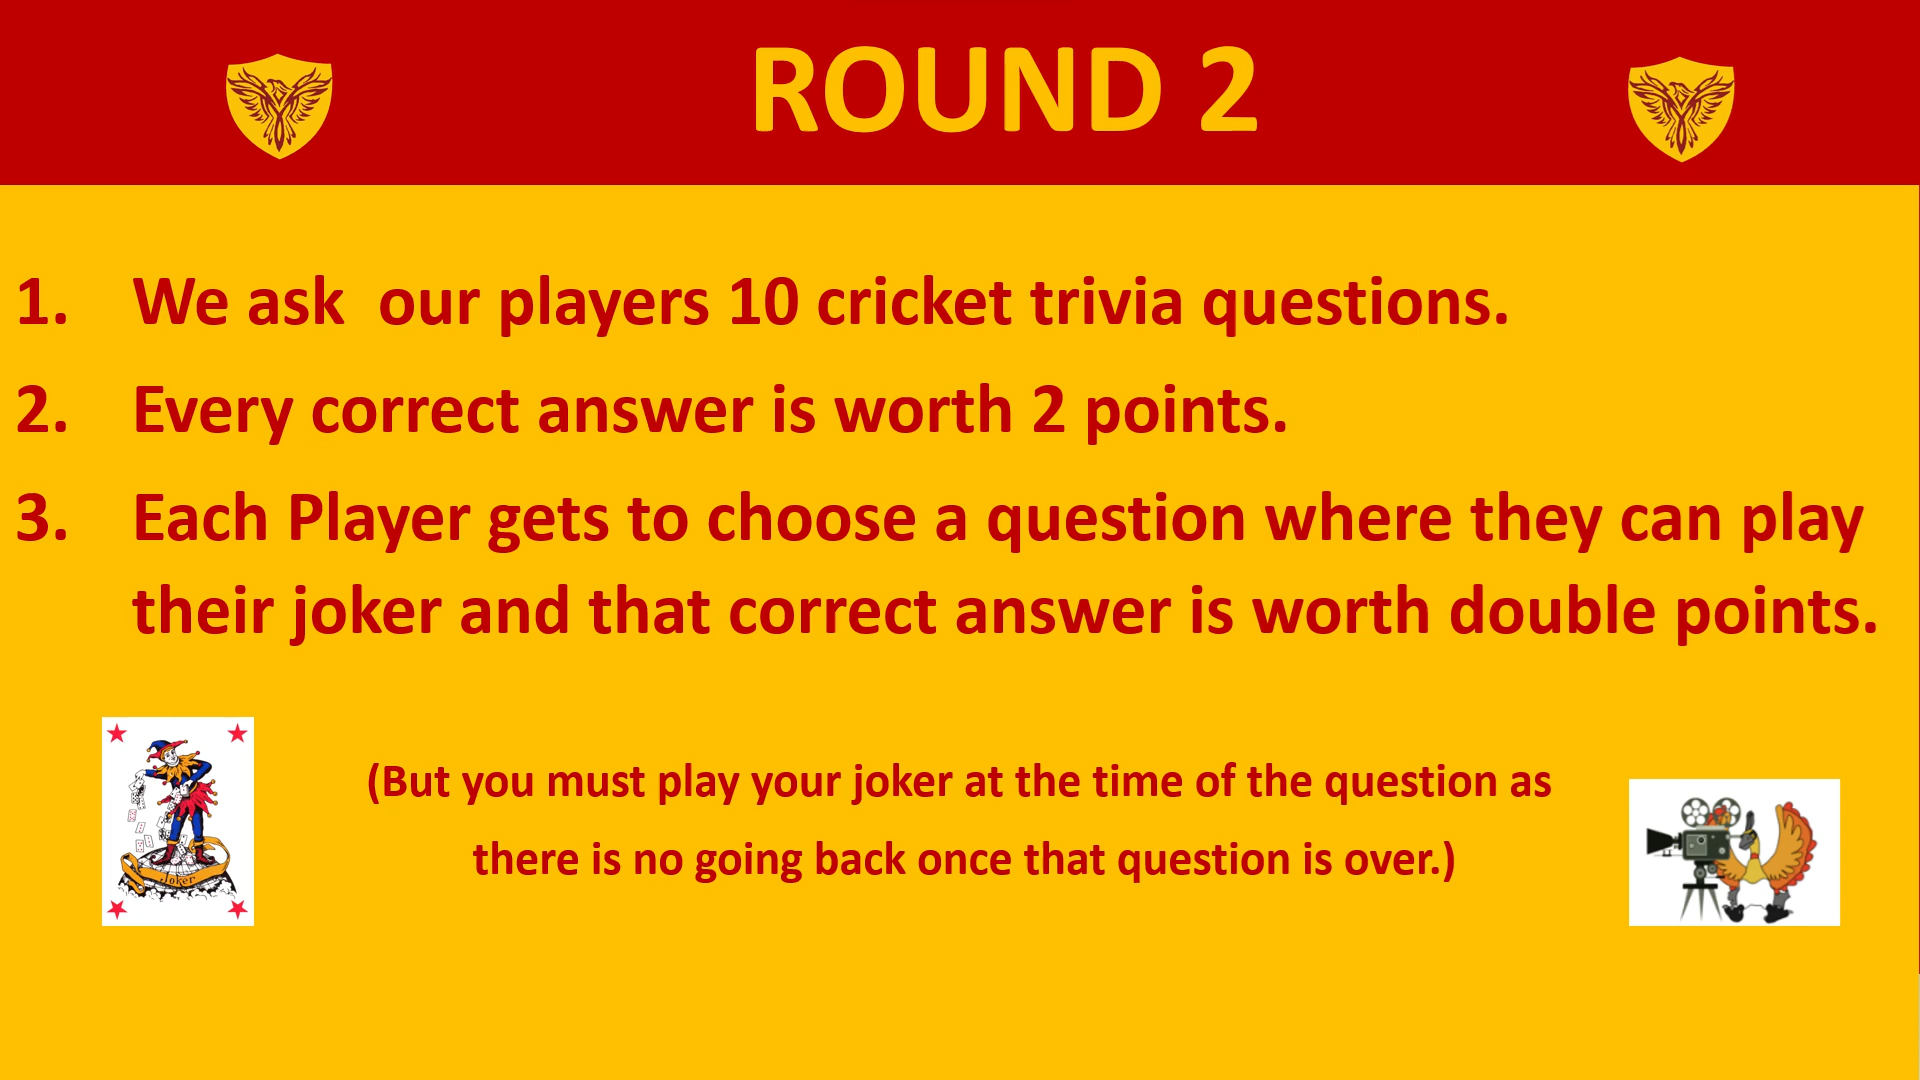 ROUND 2
1. We ask  our players 10 cricket trivia questions.
2. Every correct answer is worth 2 points.
3. Each Player gets to choose a question where they can play
their joker and that correct answer is worth double points.
(But you must play your joker at the time of the question as
there is no going back once that question is over.)
Joker